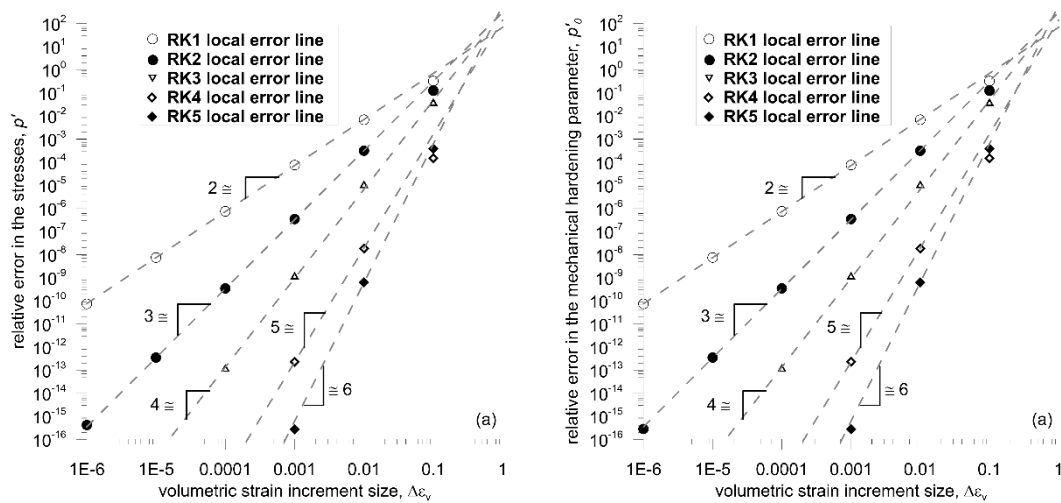 relative error in the stresses, p′
10²
10¹
10⁰
10⁻¹
10⁻²
10⁻³
10⁻⁴
10⁻⁵
10⁻⁶
10⁻⁷
10⁻⁸
10⁻⁹
10⁻¹⁰
10⁻¹¹
10⁻¹²
10⁻¹³
10⁻¹⁴
10⁻¹⁵
10⁻¹⁶
RK1 local error line
RK2 local error line
RK3 local error line
RK4 local error line
RK5 local error line
2 ≅
3 ≅
5 ≅
4 ≅
≅ 6
(a)
1E-6 1E-5 0.0001 0.001 0.01 0.1 1
volumetric strain increment size, Δεᵥ
relative error in the mechanical hardening parameter, p′₀
10²
10¹
10⁰
10⁻¹
10⁻²
10⁻³
10⁻⁴
10⁻⁵
10⁻⁶
10⁻⁷
10⁻⁸
10⁻⁹
10⁻¹⁰
10⁻¹¹
10⁻¹²
10⁻¹³
10⁻¹⁴
10⁻¹⁵
10⁻¹⁶
RK1 local error line
RK2 local error line
RK3 local error line
RK4 local error line
RK5 local error line
2 ≅
3 ≅
5 ≅
4 ≅
≅ 6
(a)
1E-6 1E-5 0.0001 0.001 0.01 0.1 1
volumetric strain increment size, Δεᵥ